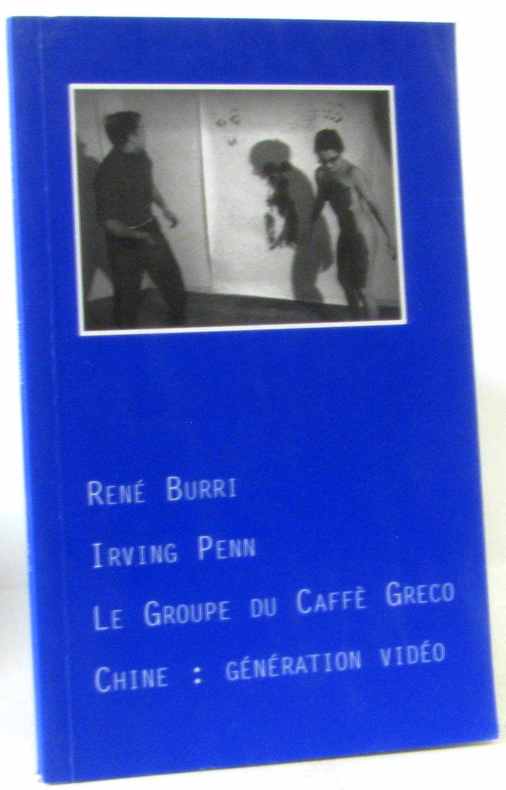 René Burri
Irving Penn
Le Groupe du Caffè Greco
Chine : génération vidéo